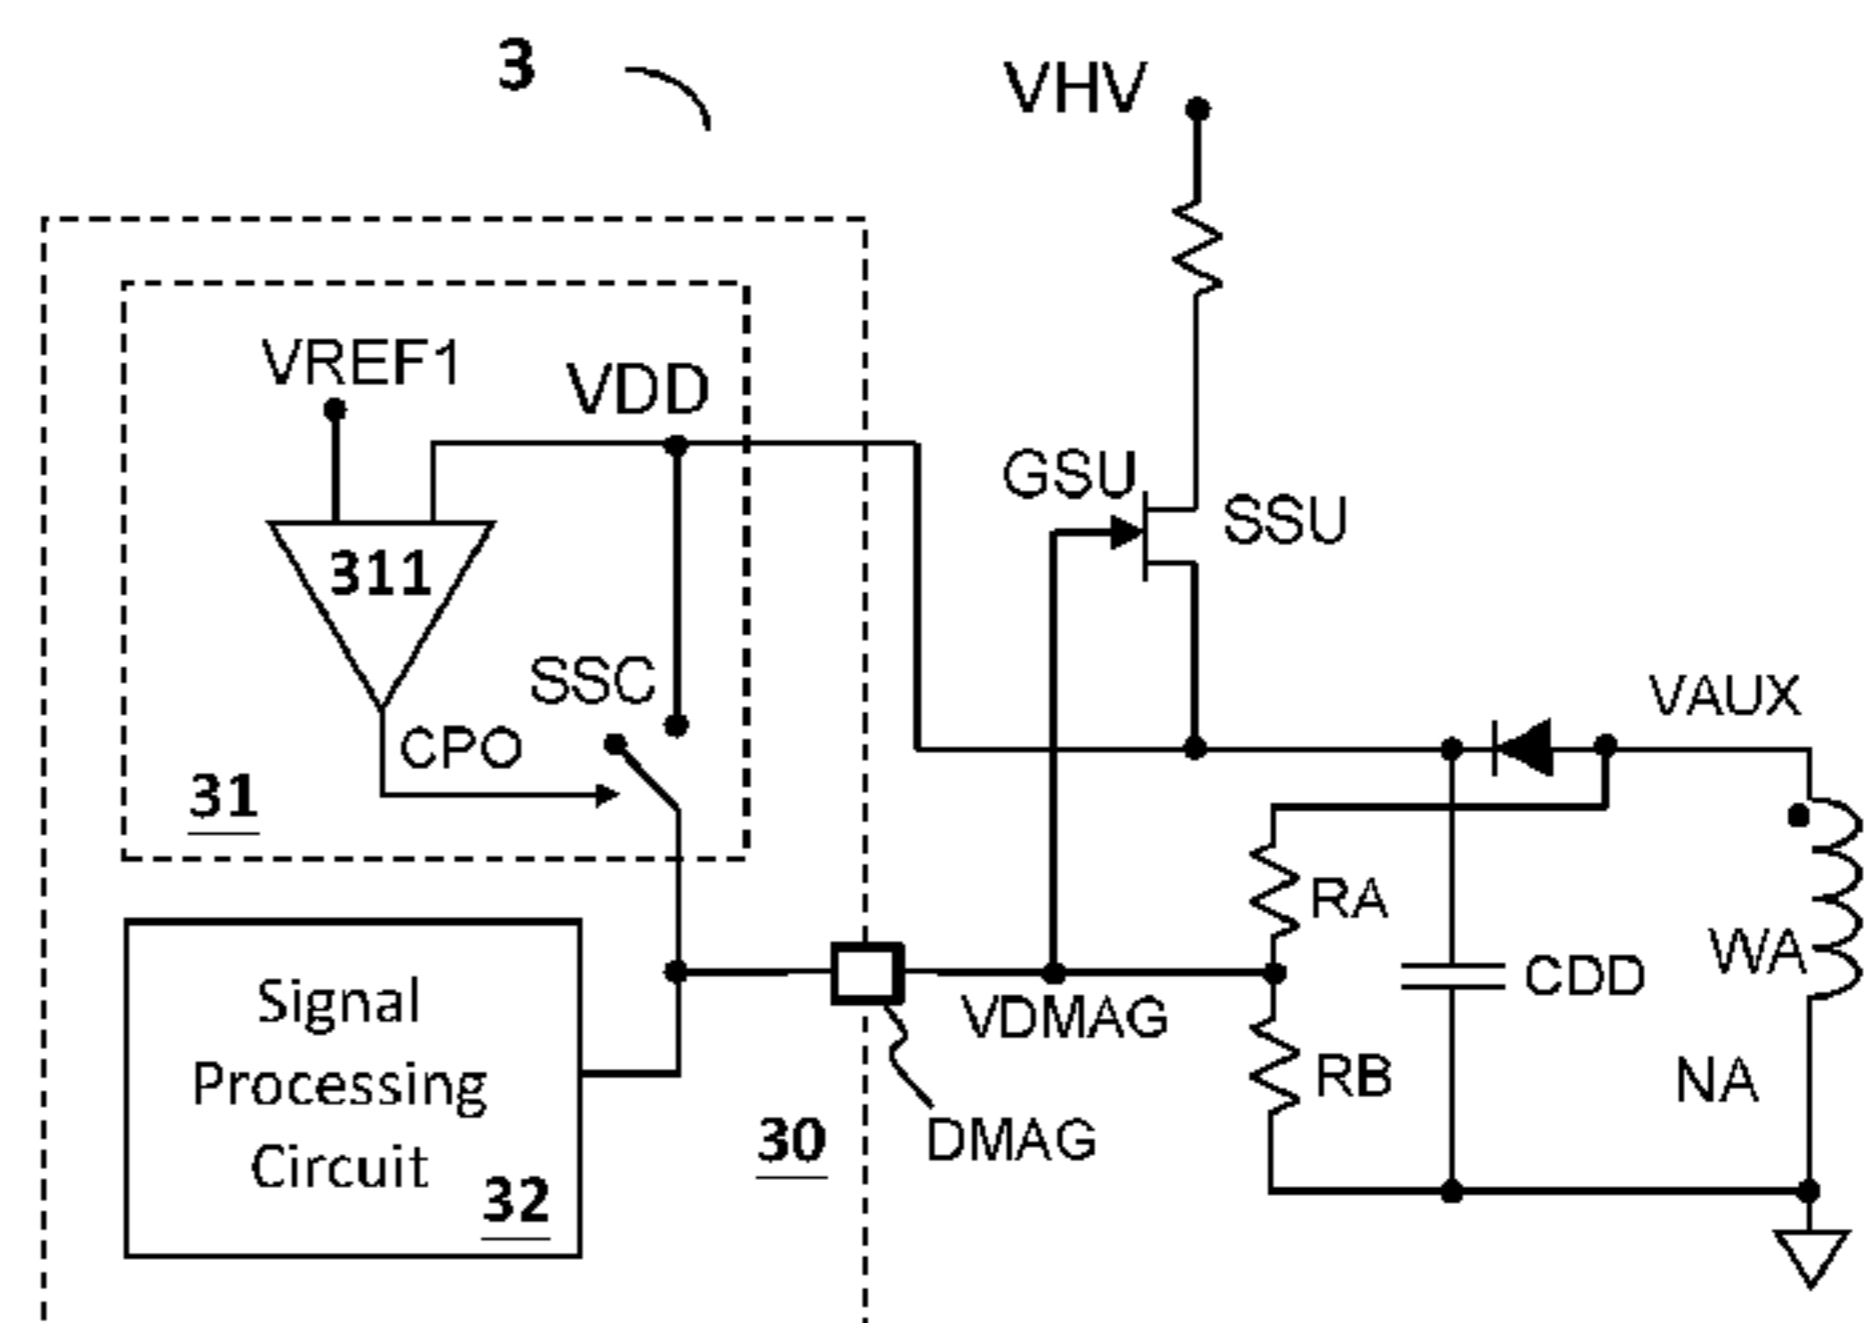 3
VHV
VREF1
VDD
GSU
SSU
311
SSC
VAUX
CPO
31
RA
WA
CDD
Signal
Processing
Circuit
32
VDMAG
RB
NA
30
DMAG